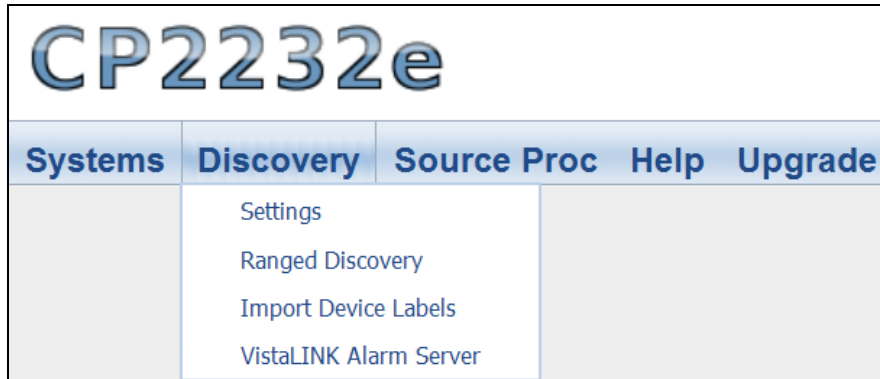 CP2232e
Systems Discovery Source Proc Help Upgrade
Settings
Ranged Discovery
Import Device Labels
VistaLINK Alarm Server